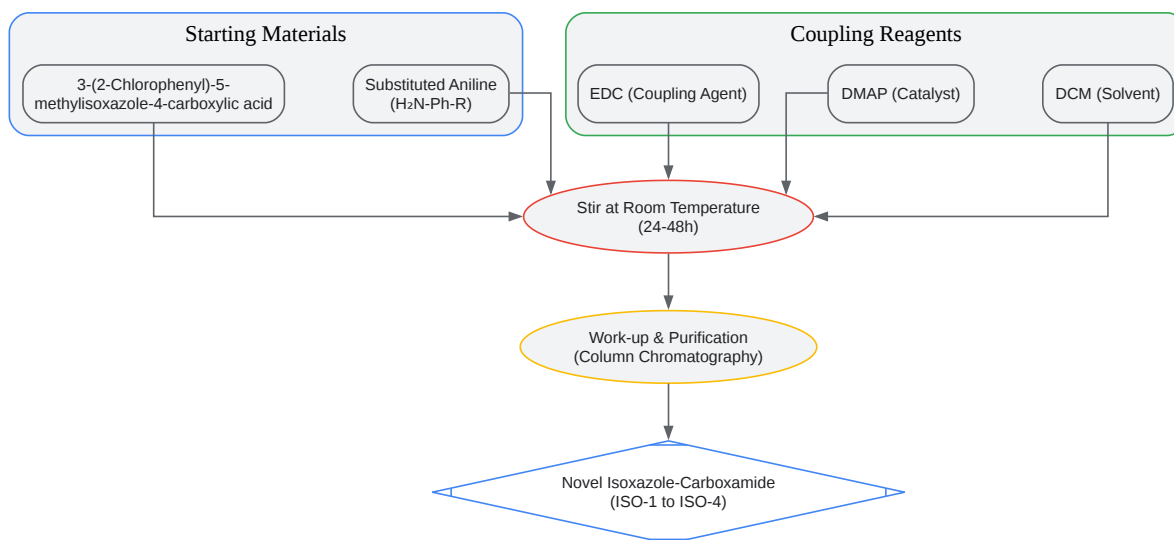 Starting Materials
Coupling Reagents
3-(2-Chlorophenyl)-5-
methylisoxazole-4-carboxylic acid
Substituted Aniline
(H₂N-Ph-R)
EDC (Coupling Agent)
DMAP (Catalyst)
DCM (Solvent)
Stir at Room Temperature
(24-48h)
Work-up & Purification
(Column Chromatography)
Novel Isoxazole-Carboxamide
(ISO-1 to ISO-4)